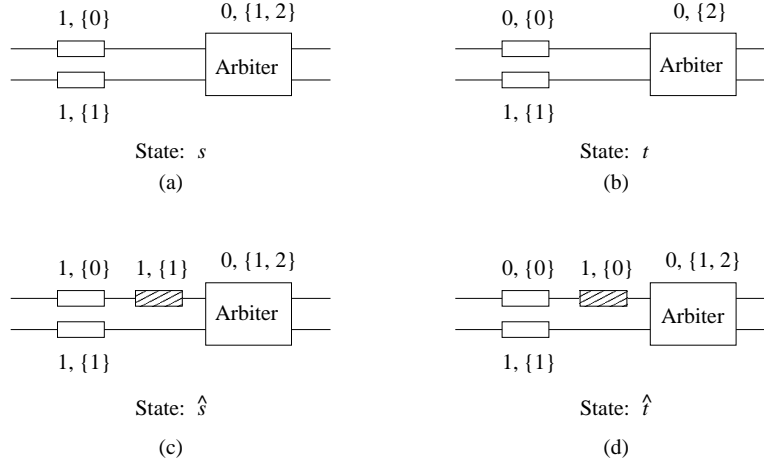 1, {0}
0, {1, 2}
Arbiter
1, {1}
State: s
(a)
0, {0}
0, {2}
Arbiter
1, {1}
State: t
(b)
1, {0} 1, {1}
0, {1, 2}
Arbiter
1, {1}
State: ŝ
(c)
0, {0} 1, {0}
0, {1, 2}
Arbiter
1, {1}
State: t̂
(d)